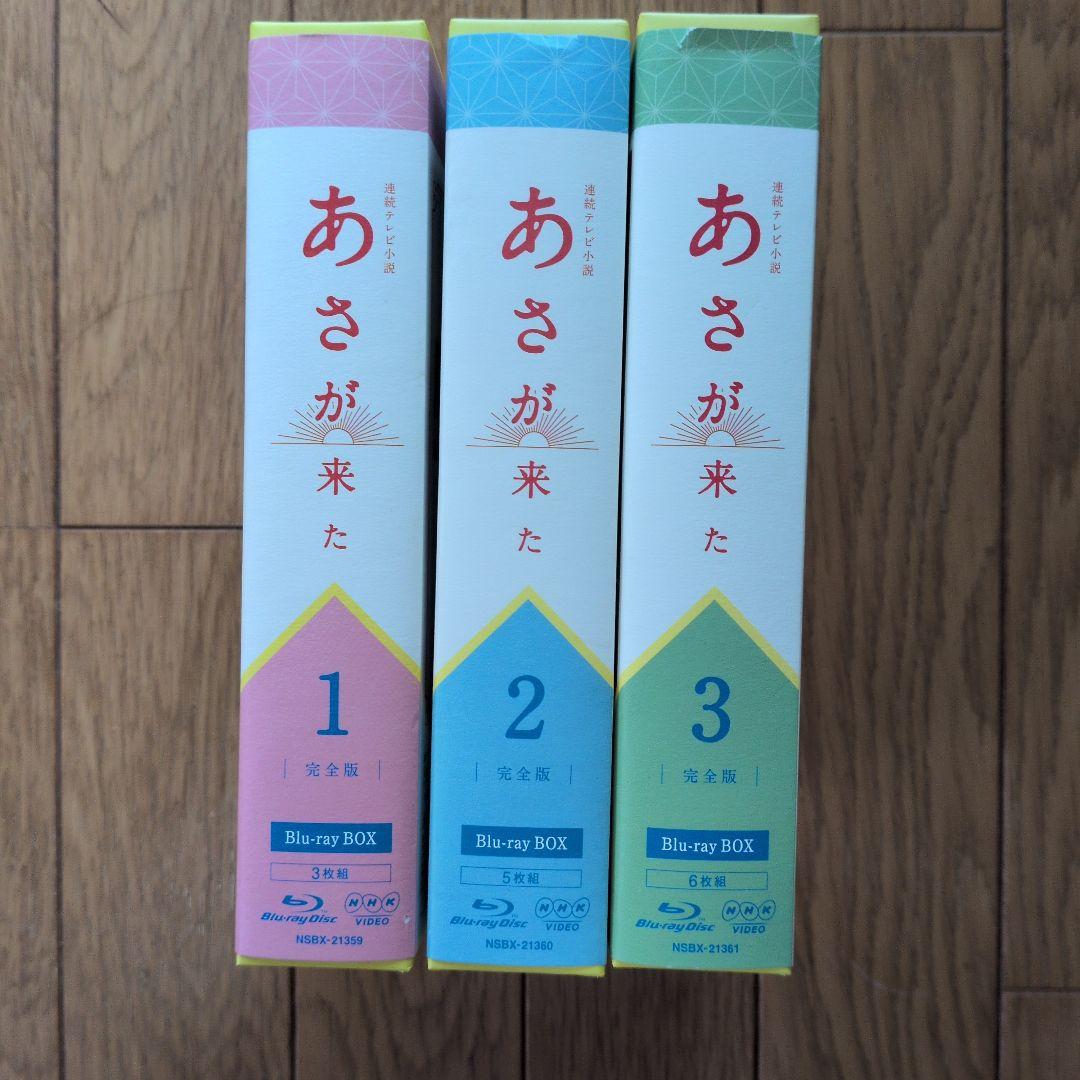 連続テレビ小説
あさが来た
1
完全版
Blu-ray BOX
3枚組
Blu-ray Disc™
NHK
VIDEO
NSBX-21359
連続テレビ小説
あさが来た
2
完全版
Blu-ray BOX
5枚組
Blu-ray Disc™
NHK
VIDEO
NSBX-21360
連続テレビ小説
あさが来た
3
完全版
Blu-ray BOX
6枚組
Blu-ray Disc™
NHK
VIDEO
NSBX-21361